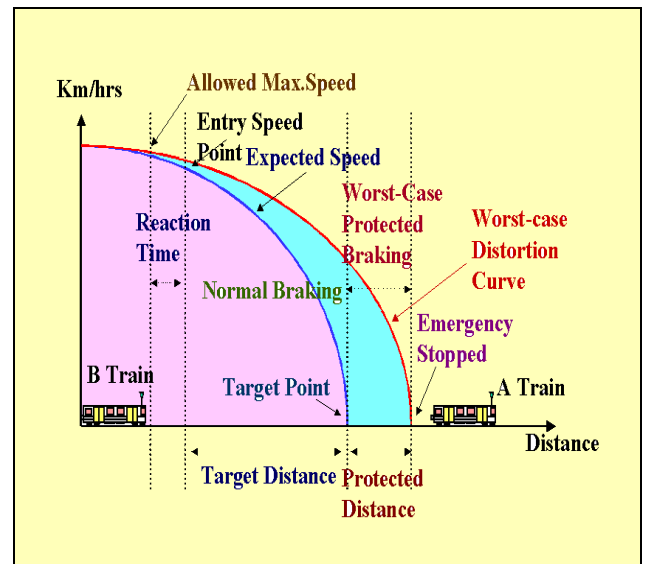 Km/hrs
Allowed Max.Speed
Entry Speed
Point
Expected Speed
Reaction
Time
Worst-Case
Protected
Braking
Worst-case
Distortion
Curve
Normal Braking
Emergency
Stopped
B Train
Target Point
A Train
Distance
Target Distance
Protected
Distance